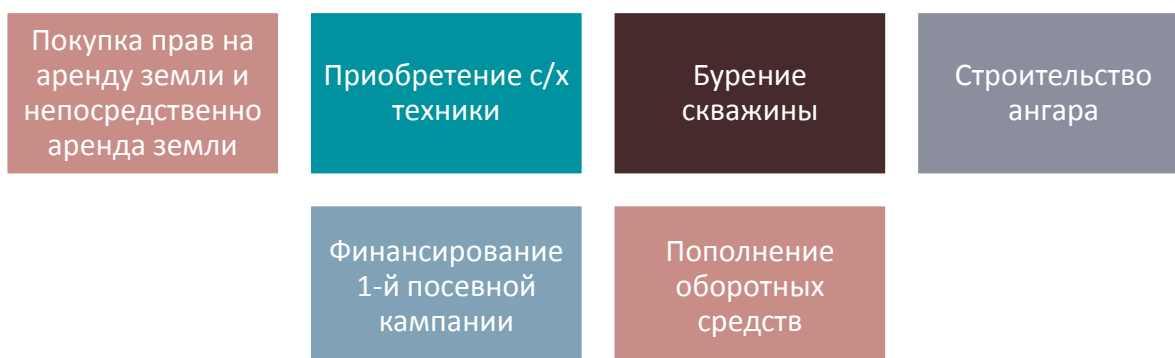 Покупка прав на
аренду земли и
непосредственно
аренда земли
Приобретение с/х
техники
Бурение
скважины
Строительство
ангара
Финансирование
1-й посевной
кампании
Пополнение
оборотных
средств